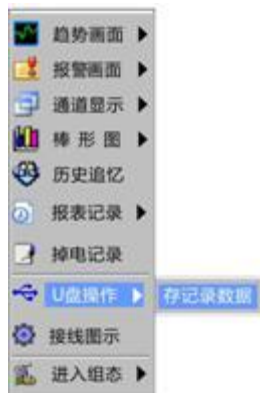 趋势画面
报警画面
通道显示
棒 形 图
历史追忆
报表记录
掉电记录
U盘操作
存记录数据
接线图示
进入组态